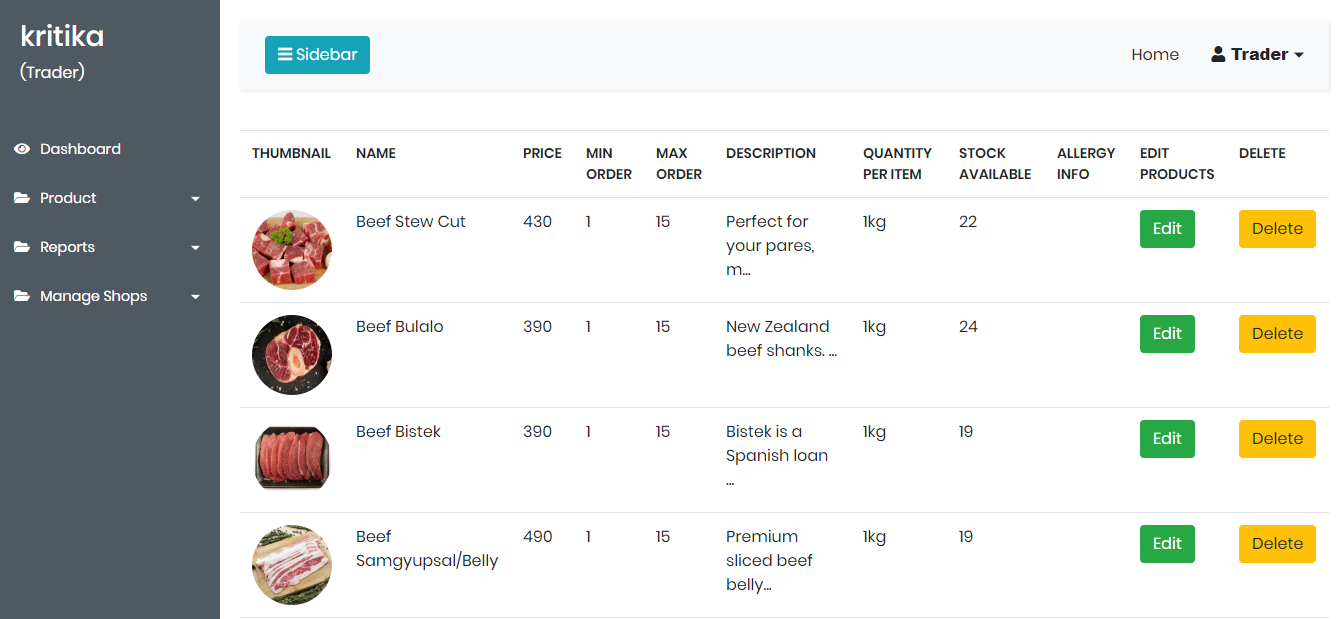 kritika
(Trader)
Dashboard
Product
Reports
Manage Shops
Sidebar
Home
Trader
THUMBNAIL NAME PRICE MIN ORDER MAX ORDER DESCRIPTION QUANTITY PER ITEM STOCK AVAILABLE ALLERGY INFO EDIT PRODUCTS DELETE
Beef Stew Cut 430 1 15 Perfect for your pares, m... 1kg 22 Edit Delete
Beef Bulalo 390 1 15 New Zealand beef shanks. ... 1kg 24 Edit Delete
Beef Bistek 390 1 15 Bistek is a Spanish loan ... 1kg 19 Edit Delete
Beef Samgyupsal/Belly 490 1 15 Premium sliced beef belly... 1kg 19 Edit Delete